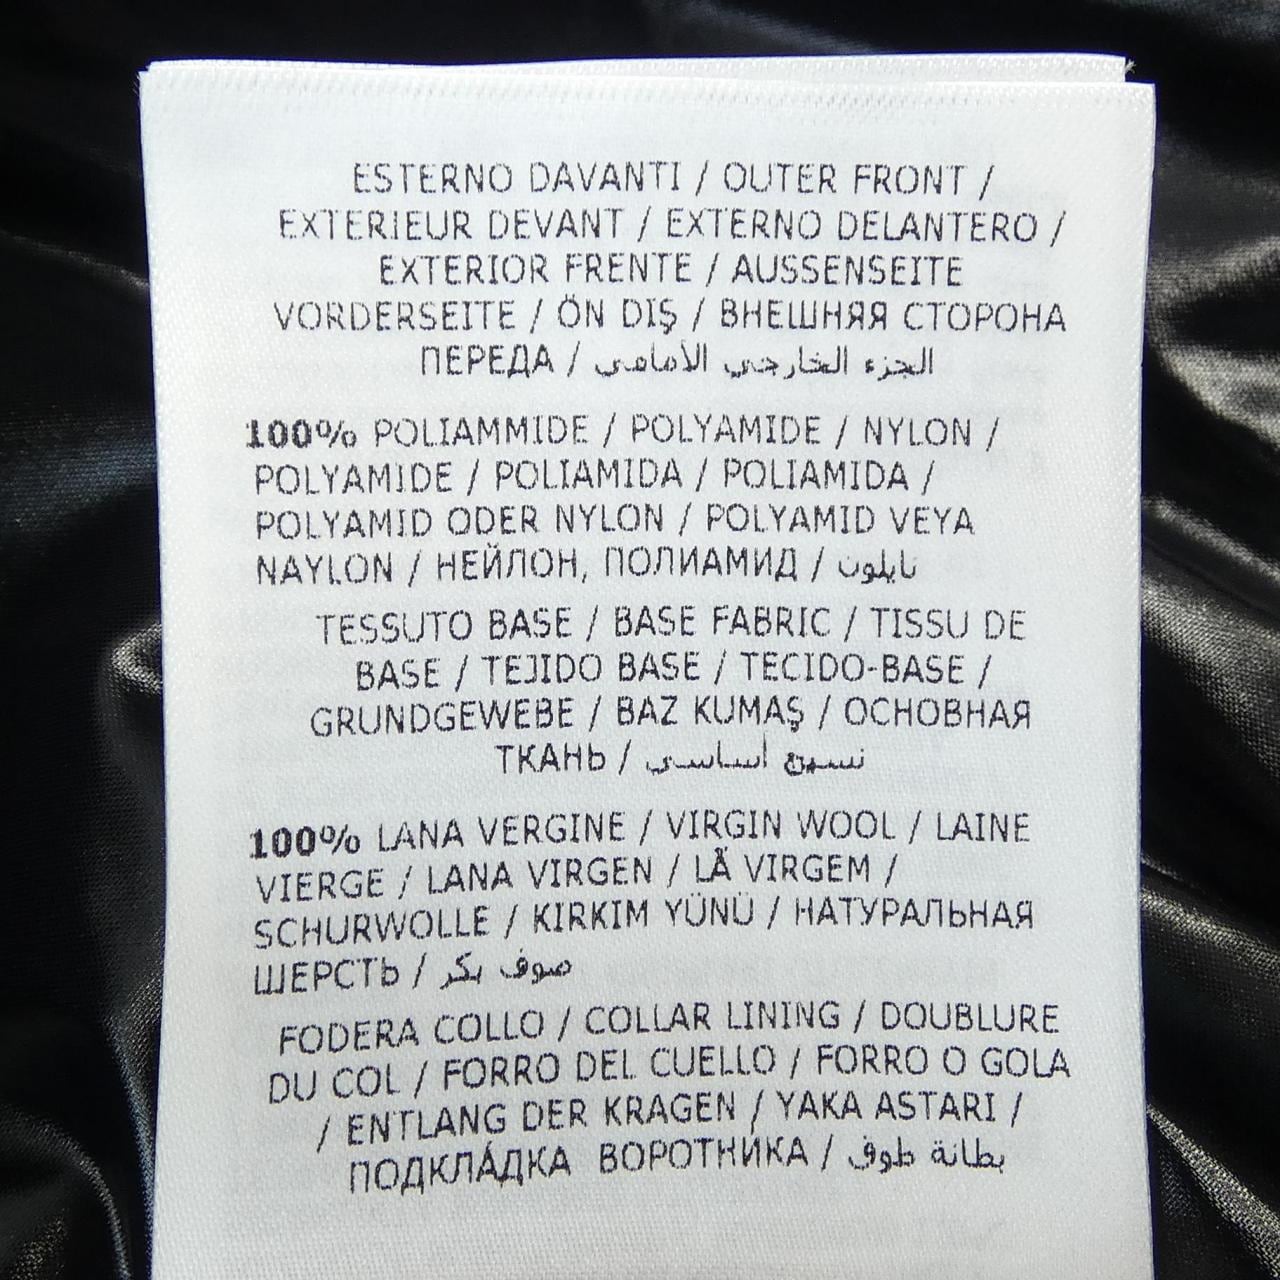 ESTERNO DAVANTI / OUTER FRONT /
EXTERIEUR DEVANT / EXTERNO DELANTERO /
EXTERIOR FRENTE / AUSSENSEITE
VORDERSEITE / ÖN DIŞ / ВНЕШНЯЯ СТОРОНА
ПЕРЕДА / الجزء الخارجي الأمامي
100% POLIAMMIDE / POLYAMIDE / NYLON /
POLYAMIDE / POLIAMIDA / POLIAMIDA /
POLYAMID ODER NYLON / POLYAMID VEYA
NAYLON / НЕЙЛОН, ПОЛИАМИД / نايلون
TESSUTO BASE / BASE FABRIC / TISSU DE
BASE / TEJIDO BASE / TECIDO-BASE /
GRUNDGEWEBE / BAZ KUMAŞ / ОСНОВНАЯ
ТКАНЬ / نسيج أساسي
100% LANA VERGINE / VIRGIN WOOL / LAINE
VIERGE / LANA VIRGEN / LÃ VIRGEM /
SCHURWOLLE / KIRKIM YÜNÜ / НАТУРАЛЬНАЯ
ШЕРСТЬ / صوف بكر
FODERA COLLO / COLLAR LINING / DOUBLURE
DU COL / FORRO DEL CUELLO / FORRO O GOLA
/ ENTLANG DER KRAGEN / YAKA ASTARI /
ПОДКЛА́ДКА ВОРОТНИ́КА / بطانة طوق